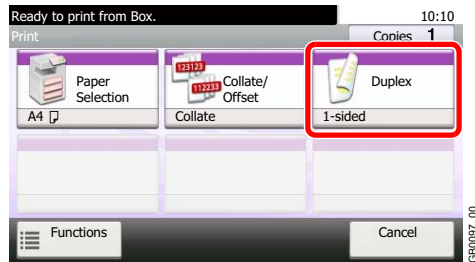 Ready to print from Box.
10:10
Print
Copies 1
123123
112233
Paper
Selection
Collate/
Offset
Duplex
A4
Collate
1-sided
Functions
Cancel
GB0097_00